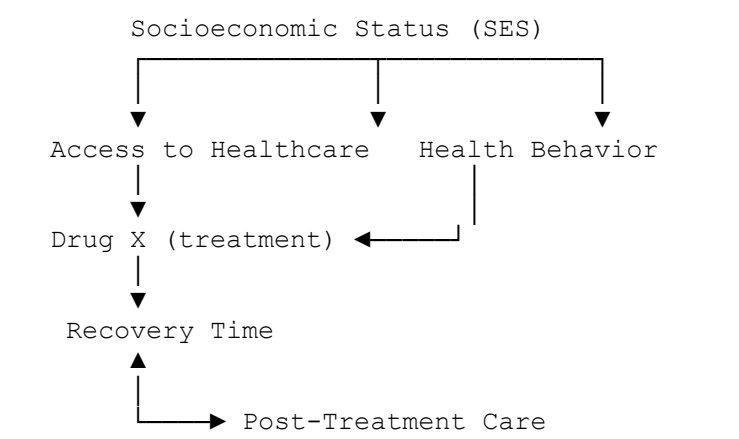 Socioeconomic Status (SES)
Access to Healthcare Health Behavior
Drug X (treatment)
Recovery Time
Post-Treatment Care